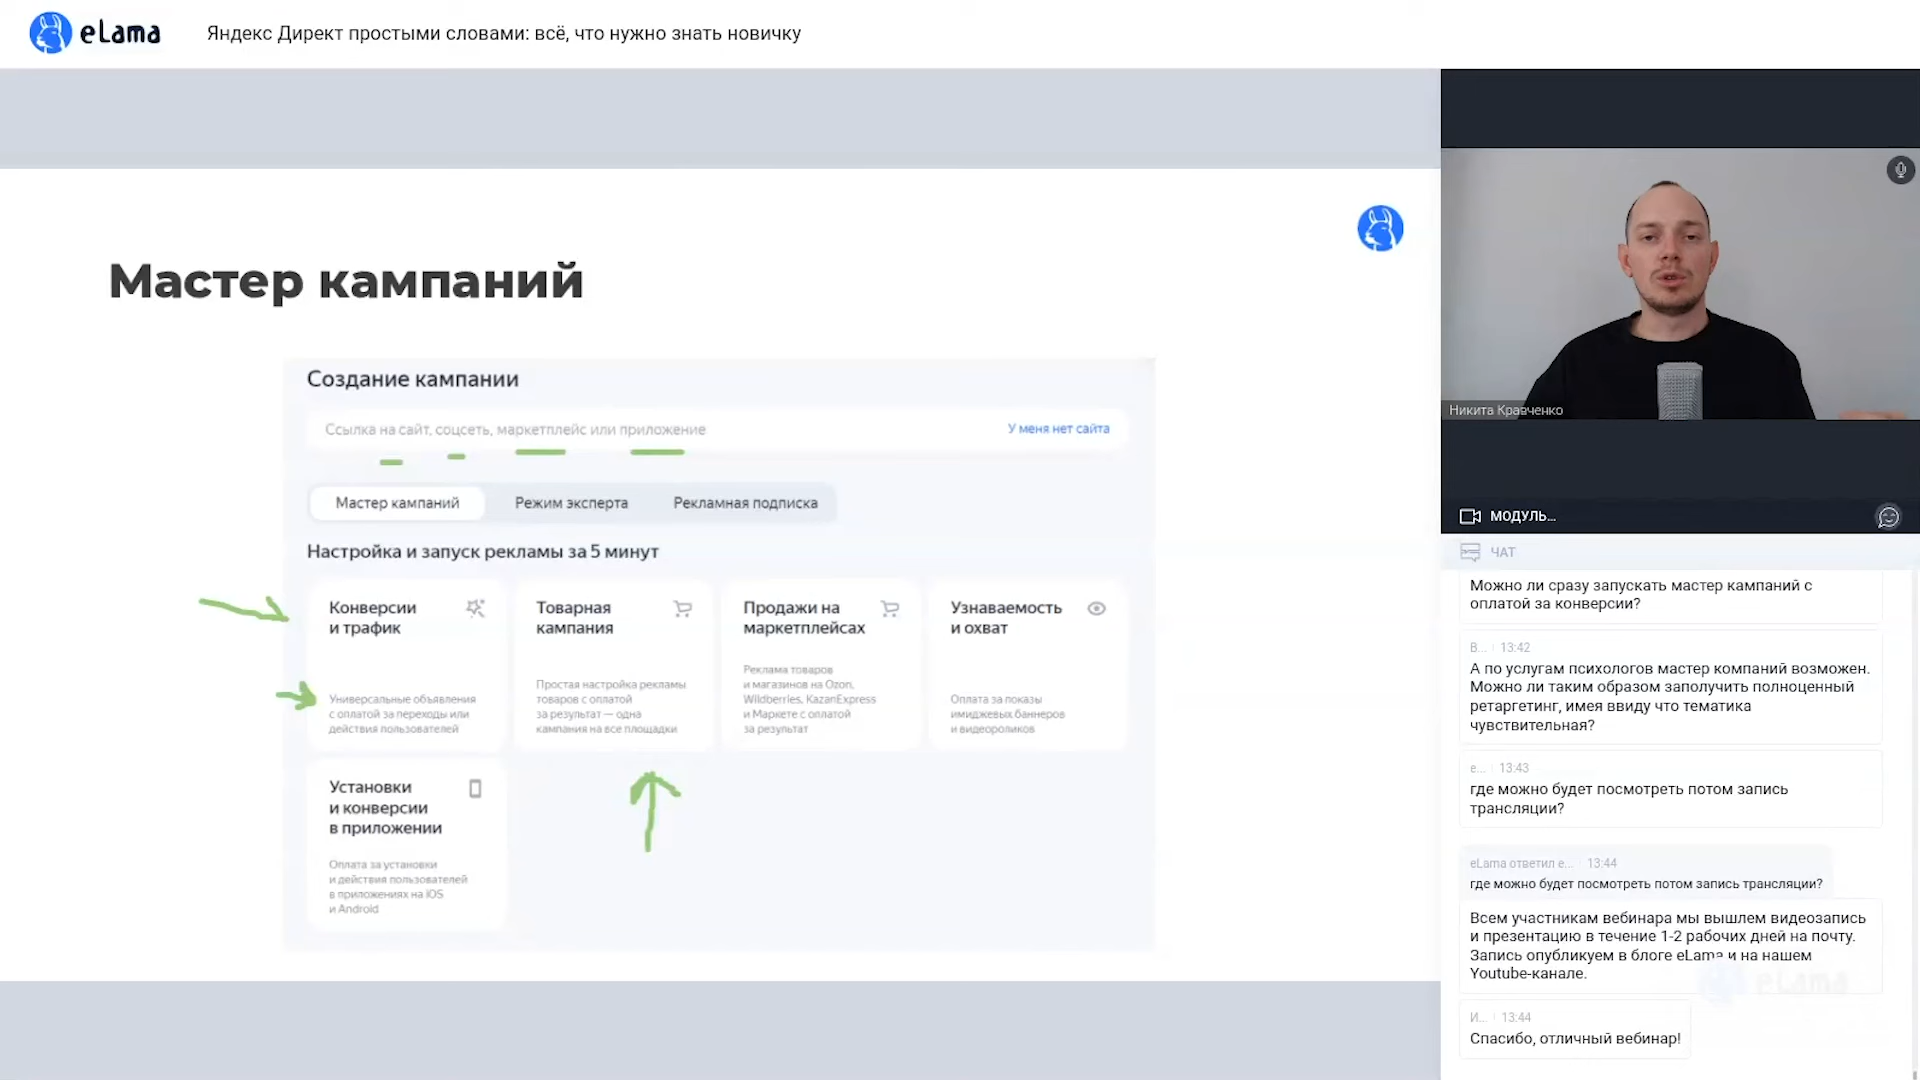 eLama
Яндекс Директ простыми словами: всё, что нужно знать новичку
Мастер кампаний
Создание кампании
Ссылка на сайт, соцсеть, маркетплейс или приложение
У меня нет сайта
Мастер кампаний
Режим эксперта
Рекламная подписка
Настройка и запуск рекламы за 5 минут
Конверсии
и трафик
Универсальные объявления
с оплатой за переходы или
действия пользователей
Товарная
кампания
Простая настройка рекламы
товаров с оплатой
за результат — одна
кампания на все площадки
Продажи на
маркетплейсах
Реклама товаров
и магазинов на Ozon,
Wildberries, KazanExpress
и Маркете с оплатой
за результат
Узнаваемость
и охват
Оплата за показы
имиджевых баннеров
и видеороликов
Установки
и конверсии
в приложении
Оплата за установки
и действия пользователей
в приложениях на iOS
и Android
Никита Кравченко
МОДУЛЬ...
ЧАТ
Можно ли сразу запускать мастер кампаний с
оплатой за конверсии?
В... 13:42
А по услугам психологов мастер компаний возможен.
Можно ли таким образом заполучить полноценный
ретаргетинг, имея ввиду что тематика
чувствительная?
е... 13:43
где можно будет посмотреть потом запись
трансляции?
eLama ответил е... 13:44
где можно будет посмотреть потом запись трансляции?
Всем участникам вебинара мы вышлем видеозапись
и презентацию в течение 1-2 рабочих дней на почту.
Запись опубликуем в блоге eLama и на нашем
Youtube-канале.
eLama
И... 13:44
Спасибо, отличный вебинар!